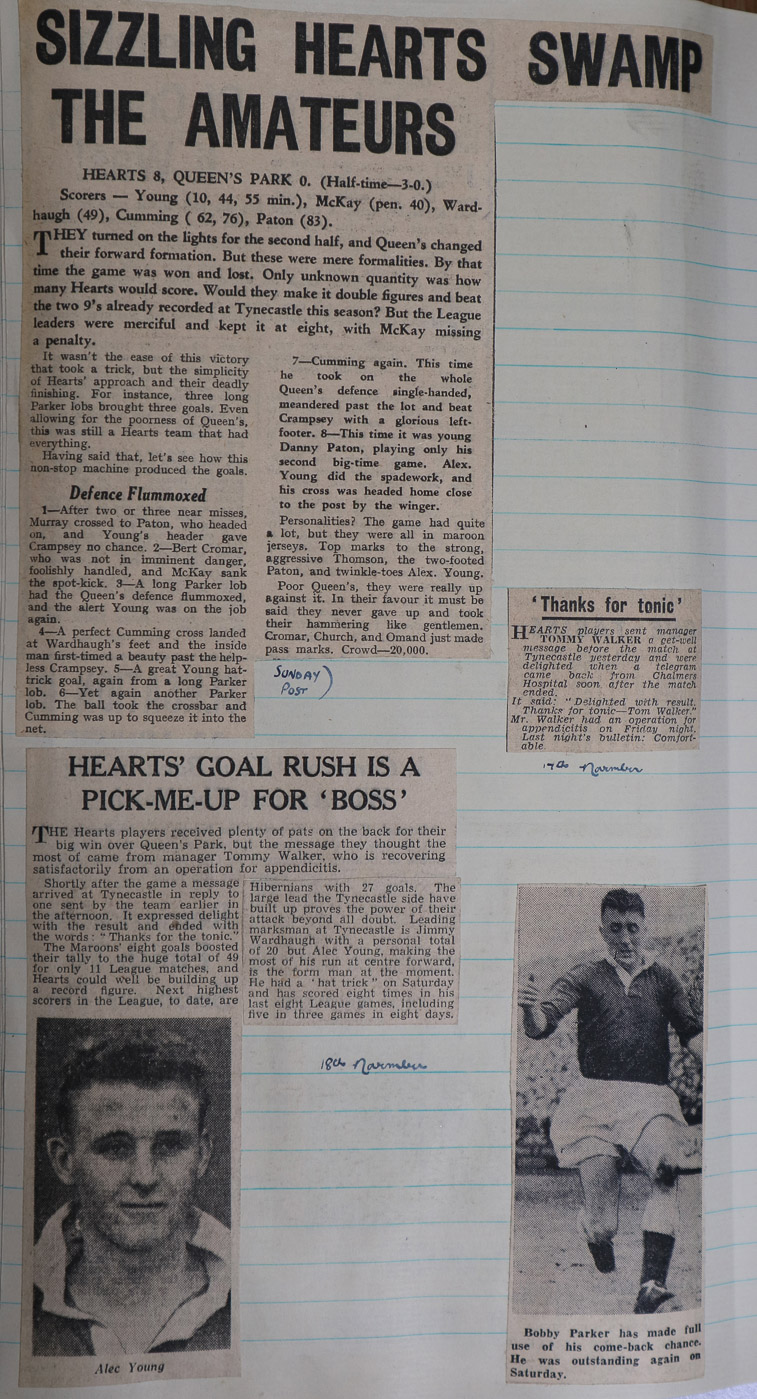 SIZZLING HEARTS SWAMP
THE AMATEURS
HEARTS 8, QUEEN'S PARK 0. (Half-time—3-0.)
Scorers — Young (10, 44, 55 min.), McKay (pen. 40), Ward-
haugh (49), Cumming ( 62, 76), Paton (83).
THEY turned on the lights for the second half, and Queen's changed
their forward formation. But these were mere formalities. By that
time the game was won and lost. Only unknown quantity was how
many Hearts would score. Would they make it double figures and beat
the two 9's already recorded at Tynecastle this season? But the League
leaders were merciful and kept it at eight, with McKay missing
a penalty.
It wasn't the ease of this victory
that took a trick, but the simplicity
of Hearts' approach and their deadly
finishing. For instance, three long
Parker lobs brought three goals. Even
allowing for the poorness of Queen's,
this was still a Hearts team that had
everything.
Having said that, let's see how this
non-stop machine produced the goals.
Defence Flummoxed
1—After two or three near misses,
Murray crossed to Paton, who headed
on, and Young's header gave
Crampsey no chance. 2—Bert Cromar,
who was not in imminent danger,
foolishly handled, and McKay sank
the spot-kick. 3—A long Parker lob
had the Queen's defence flummoxed,
and the alert Young was on the job
again.
4—A perfect Cumming cross landed
at Wardhaugh's feet and the inside
man first-timed a beauty past the help-
less Crampsey. 5—A great Young hat-
trick goal, again from a long Parker
lob. 6—Yet again another Parker
lob. The ball took the crossbar and
Cumming was up to squeeze it into the
net.
7—Cumming again. This time
he took on the whole
Queen's defence single-handed,
meandered past the lot and beat
Crampsey with a glorious left-
footer. 8—This time it was young
Danny Paton, playing only his
second big-time game. Alex.
Young did the spadework, and
his cross was headed home close
to the post by the winger.
Personalities? The game had quite
a lot, but they were all in maroon
jerseys. Top marks to the strong,
aggressive Thomson, the two-footed
Paton, and twinkle-toes Alex. Young.
Poor Queen's, they were really up
against it. In their favour it must be
said they never gave up and took
their hammering like gentlemen.
Cromar, Church, and Omand just made
pass marks. Crowd—20,000.
SUNDAY
POST
'Thanks for tonic'
HEARTS players sent manager
TOMMY WALKER a get-well
message before the match at
Tynecastle yesterday and were
delighted when a telegram
came back from Chalmers
Hospital soon after the match
ended.
It said: "Delighted with result.
Thanks for tonic—Tom Walker."
Mr. Walker had an operation for
appendicitis on Friday night.
Last night's bulletin: Comfort-
able.
17th November
HEARTS' GOAL RUSH IS A
PICK-ME-UP FOR 'BOSS'
THE Hearts players received plenty of pats on the back for their
big win over Queen's Park, but the message they thought the
most of came from manager Tommy Walker, who is recovering
satisfactorily from an operation for appendicitis.
Shortly after the game a message
arrived at Tynecastle in reply to
one sent by the team earlier in
the afternoon. It expressed delight
with the result and ended with
the words: "Thanks for the tonic."
The Maroons' eight goals boosted
their tally to the huge total of 49
for only 11 League matches, and
Hearts could well be building up
a record figure. Next highest
scorers in the League, to date, are
Hibernians with 27 goals. The
large lead the Tynecastle side have
built up proves the power of their
attack beyond all doubt. Leading
marksman at Tynecastle is Jimmy
Wardhaugh with a personal total
of 20 but Alec Young, making the
most of his run at centre forward,
is the form man at the moment.
He had a "hat trick" on Saturday
and has scored eight times in his
last eight League games, including
five in three games in eight days.
18th November
Alec Young
Bobby Parker has made full
use of his come-back chance.
He was outstanding again on
Saturday.